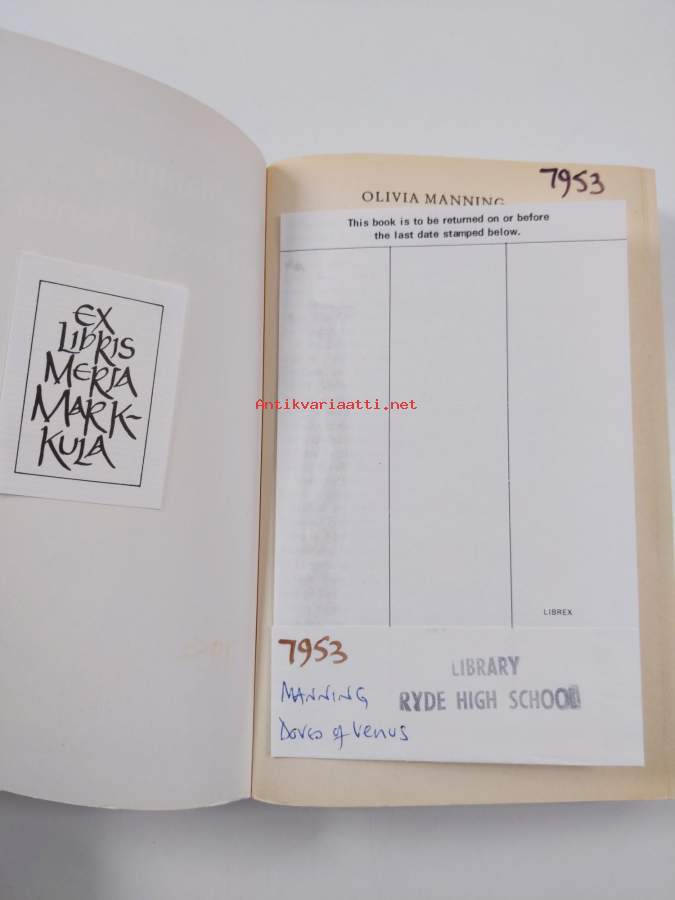 EX
LIBRIS
MERJA
MARK-
KULA
7953
OLIVIA MANNING
This book is to be returned on or before
the last date stamped below.
Antikvariaatti.net
LIBREX
7953
LIBRARY
MANNING
RYDE HIGH SCHOOL
Doves of Venus